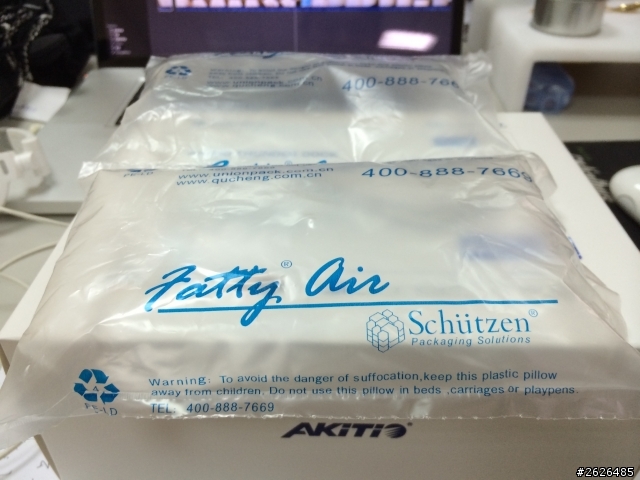 400-888-766
www.unionpack.com.cn
www.qucheng.com.cn
400-888-7669
Fatty® Air
Schützen®
Packaging Solutions
Warning: To avoid the danger of suffocation,keep this plastic pillow
away from children. Do not use this pillow in beds ,carriages or playpens.
TEL: 400-888-7669
A
PS-LD
AKiTiO
#2626485